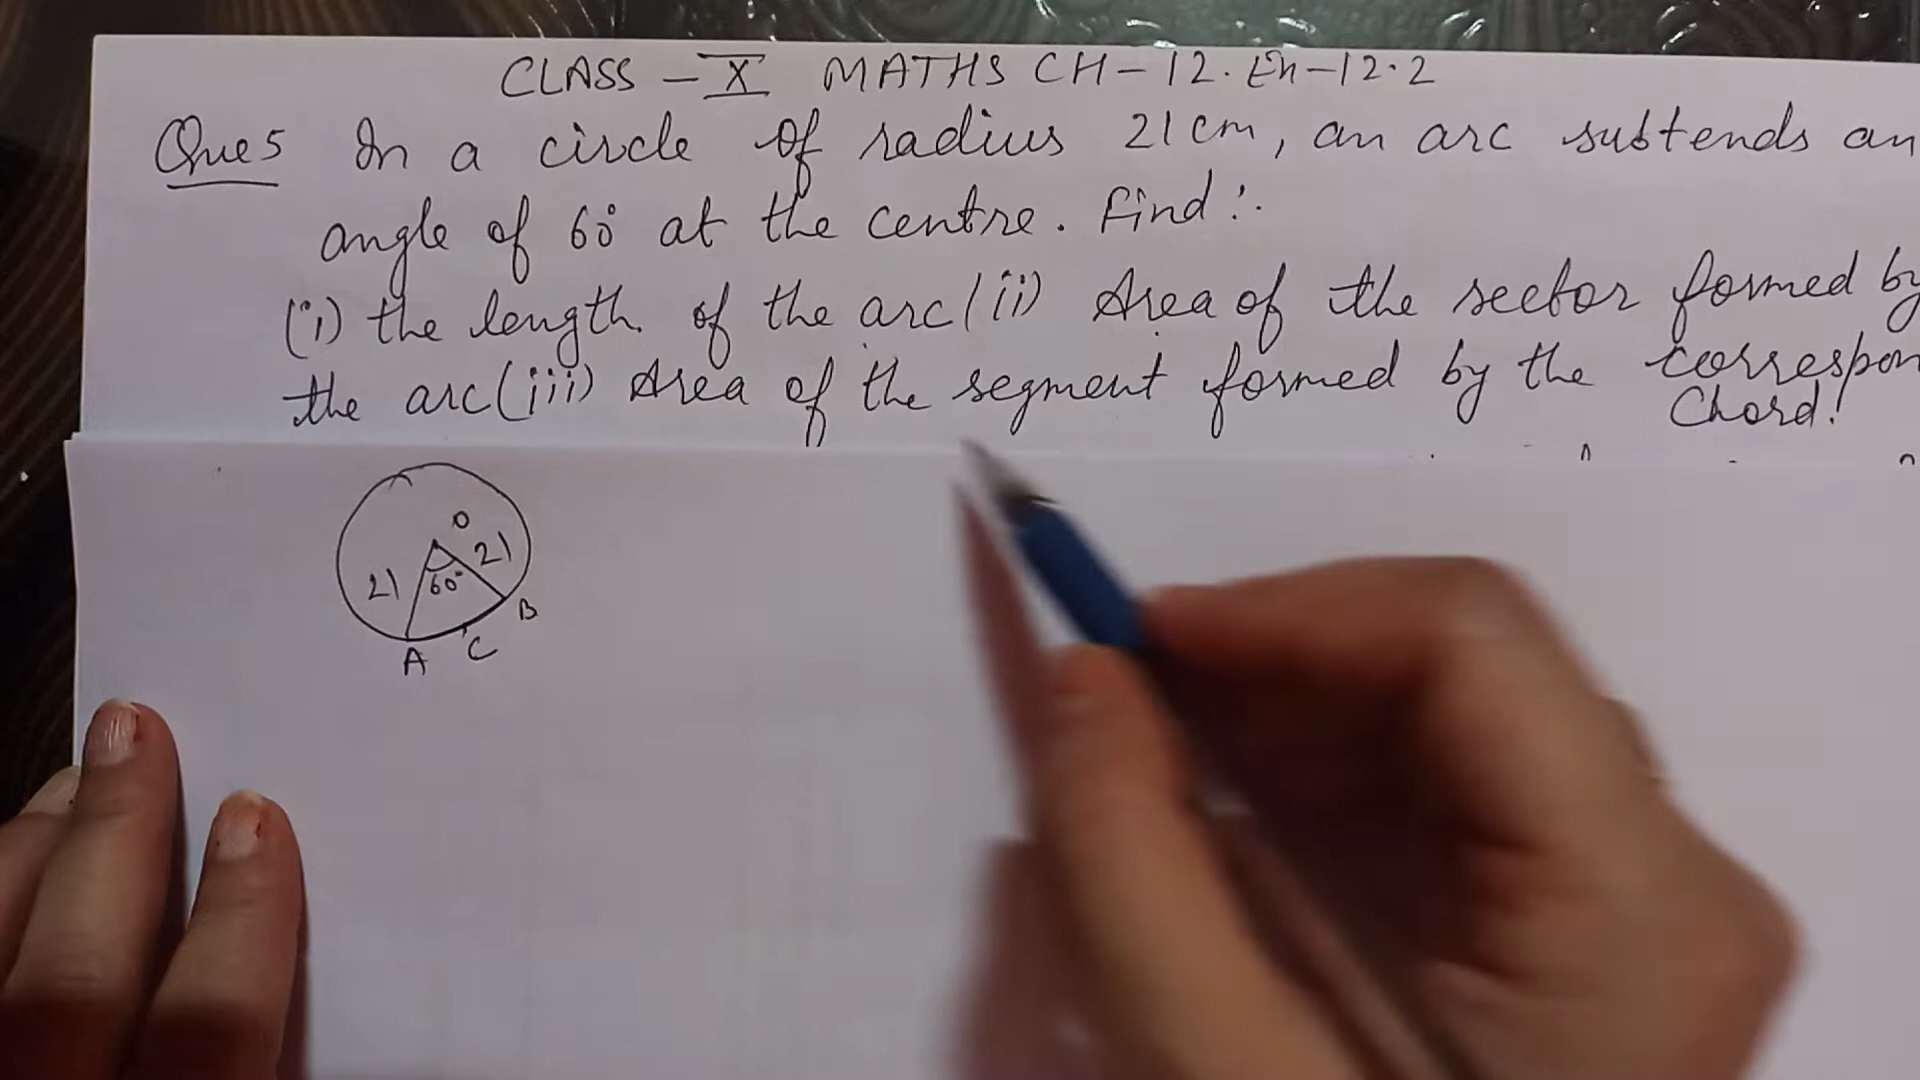 CLASS - X MATHS CH-12. Ex-12.2
Ques 5 In a circle of radius 21cm, an arc subtends an
angle of 60° at the centre. Find:
(i) the length of the arc (ii) Area of the sector formed by
the arc (iii) Area of the segment formed by the correspon
Chord!
O
21
21
60°
B
A C